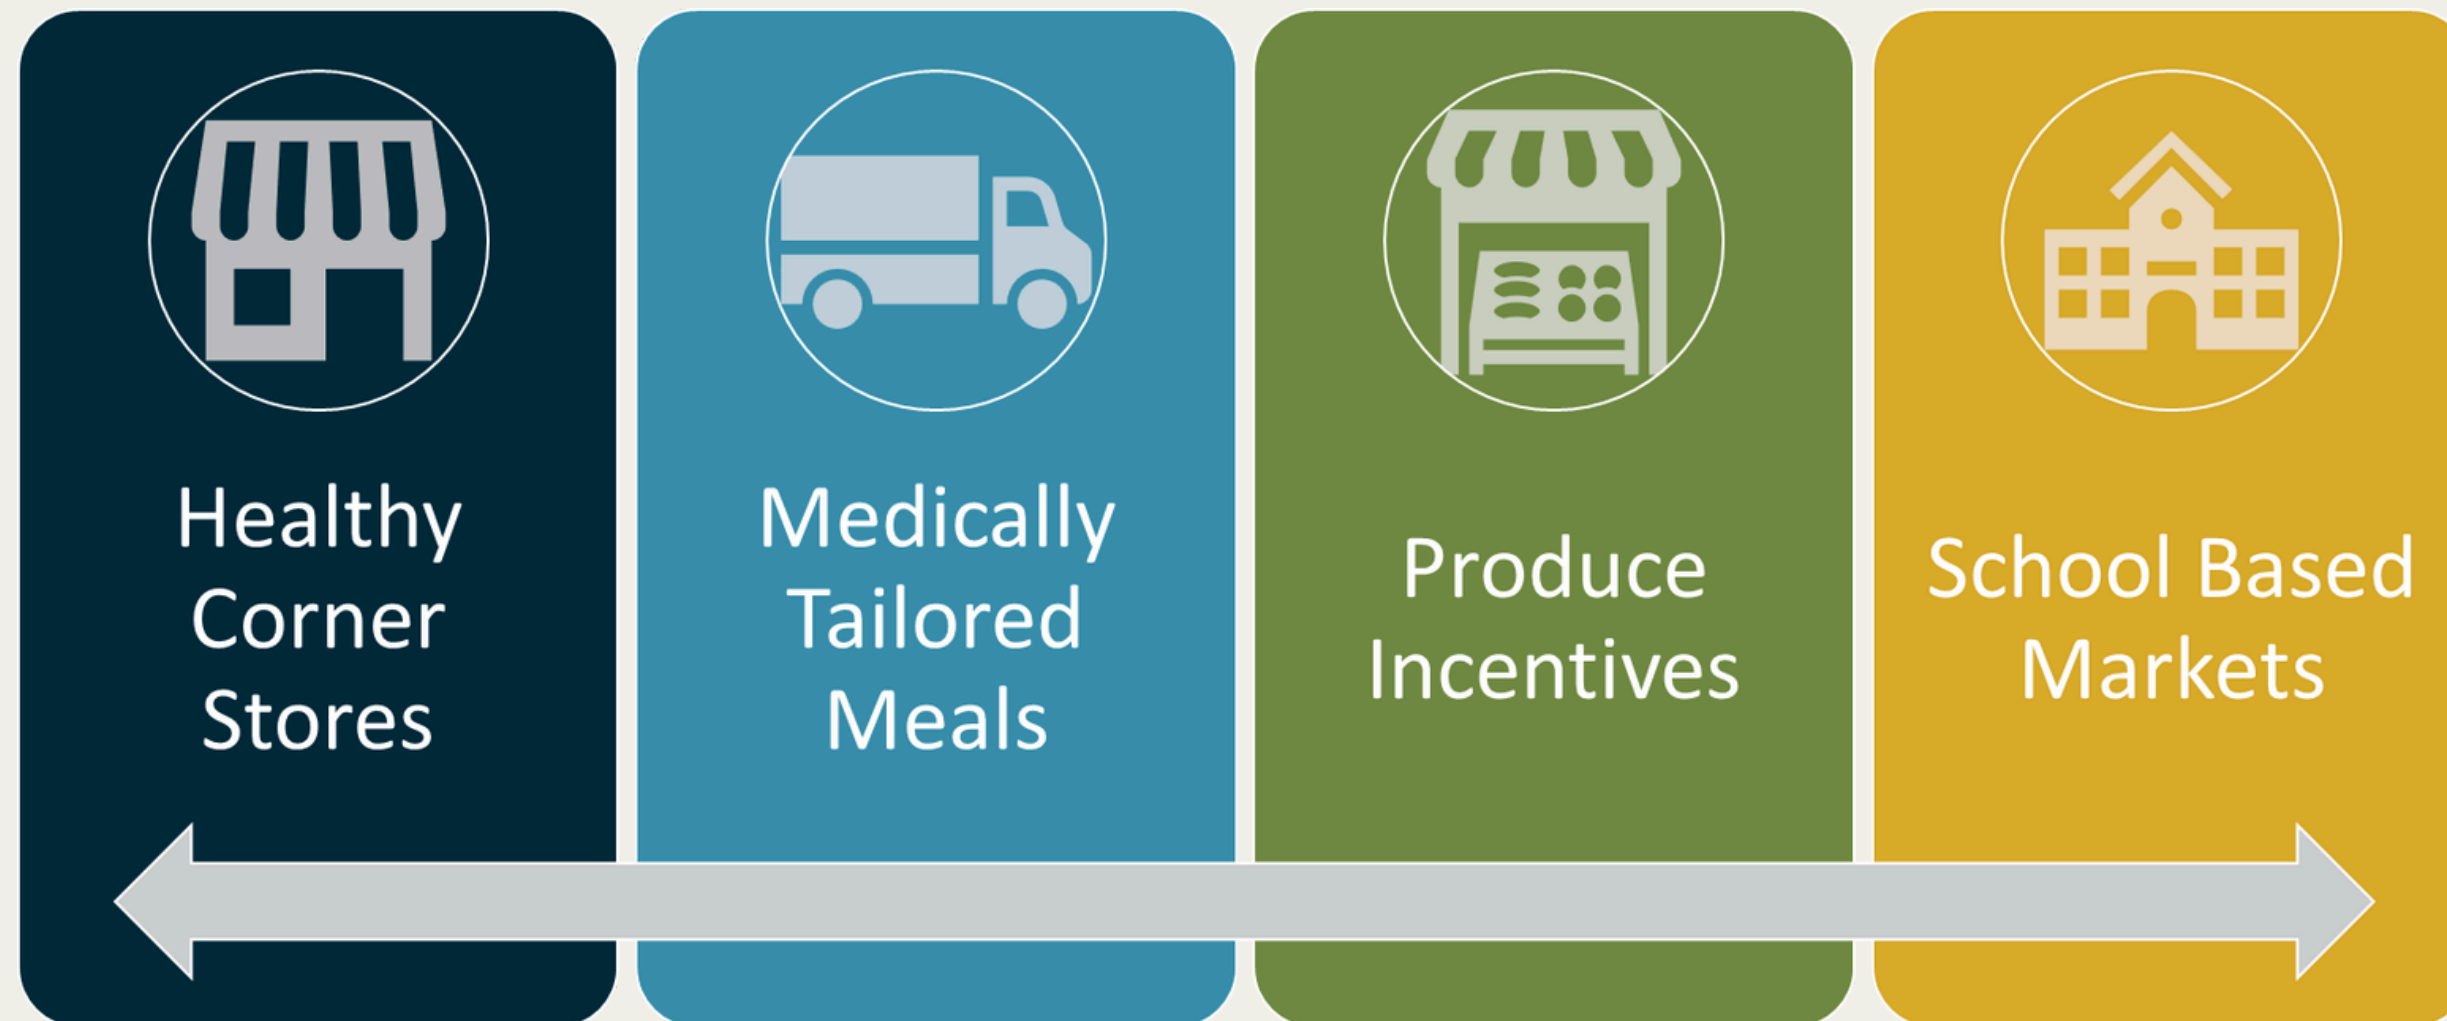 Healthy
Corner
Stores
Medically
Tailored
Meals
Produce
Incentives
School Based
Markets